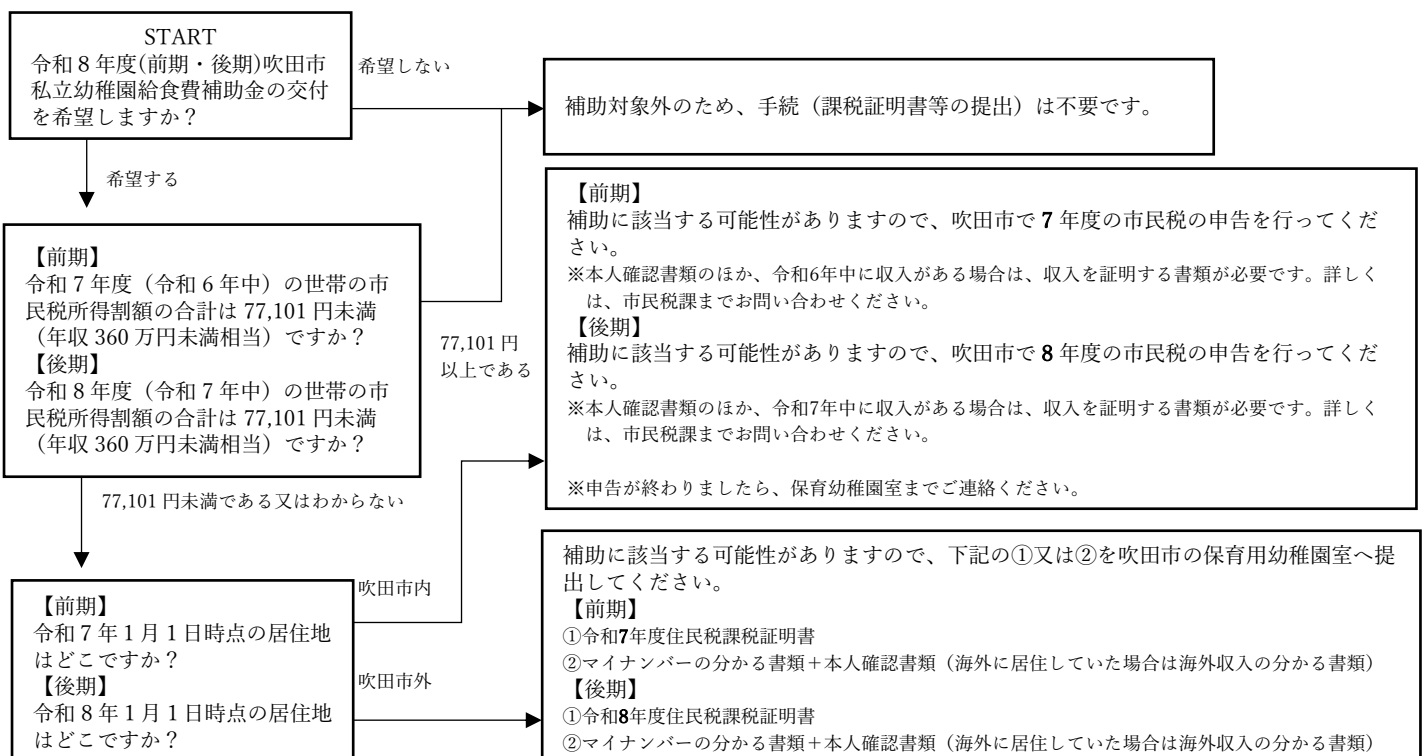 START
令和８年度(前期・後期)吹田市
私立幼稚園給食費補助金の交付
を希望しますか？
希望しない
補助対象外のため、手続（課税証明書等の提出）は不要です。
希望する
【前期】
令和７年度（令和６年中）の世帯の市
民税所得割額の合計は 77,101 円未満
（年収 360 万円未満相当）ですか？
【後期】
令和８年度（令和７年中）の世帯の市
民税所得割額の合計は 77,101 円未満
（年収 360 万円未満相当）ですか？
77,101 円
以上である
77,101 円未満である又はわからない
【前期】
令和７年１月１日時点の居住地
はどこですか？
【後期】
令和８年１月１日時点の居住地
はどこですか？
吹田市内
【前期】
補助に該当する可能性がありますので、吹田市で７年度の市民税の申告を行ってくだ
さい。
※本人確認書類のほか、令和6年中に収入がある場合は、収入を証明する書類が必要です。詳しく
は、市民税課までお問い合わせください。
【後期】
補助に該当する可能性がありますので、吹田市で８年度の市民税の申告を行ってくだ
さい。
※本人確認書類のほか、令和7年中に収入がある場合は、収入を証明する書類が必要です。詳しく
は、市民税課までお問い合わせください。
※申告が終わりましたら、保育幼稚園室までご連絡ください。
吹田市外
補助に該当する可能性がありますので、下記の①又は②を吹田市の保育用幼稚園室へ提
出してください。
【前期】
①令和7年度住民税課税証明書
②マイナンバーの分かる書類＋本人確認書類（海外に居住していた場合は海外収入の分かる書類）
【後期】
①令和8年度住民税課税証明書
②マイナンバーの分かる書類＋本人確認書類（海外に居住していた場合は海外収入の分かる書類）